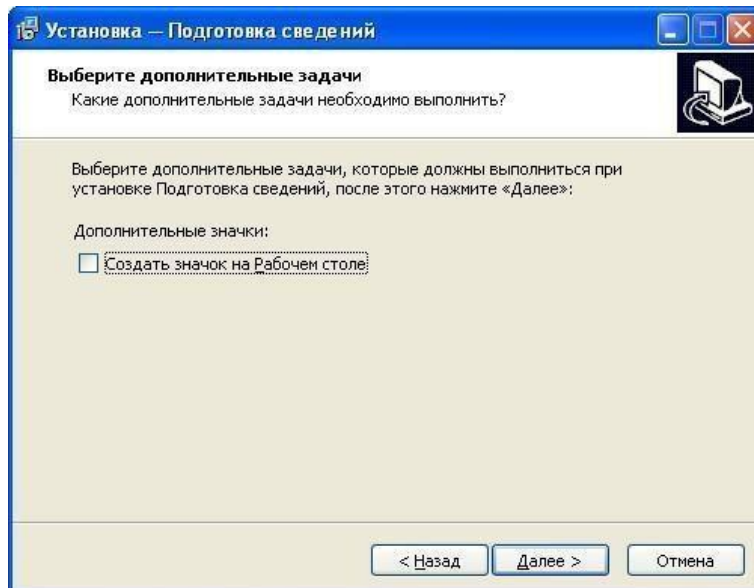 Установка — Подготовка сведений
Выберите дополнительные задачи
Какие дополнительные задачи необходимо выполнить?
Выберите дополнительные задачи, которые должны выполниться при
установке Подготовка сведений, после этого нажмите «Далее»:
Дополнительные значки:
Создать значок на Рабочем столе
< Назад
Далее >
Отмена